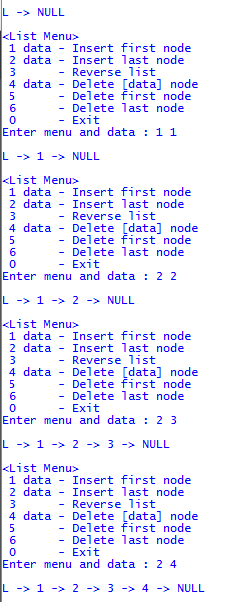 L -> NULL
<List Menu>
1 data - Insert first node
2 data - Insert last node
3      - Reverse list
4 data - Delete [data] node
5      - Delete first node
6      - Delete last node
0      - Exit
Enter menu and data : 1 1
L -> 1 -> NULL
<List Menu>
1 data - Insert first node
2 data - Insert last node
3      - Reverse list
4 data - Delete [data] node
5      - Delete first node
6      - Delete last node
0      - Exit
Enter menu and data : 2 2
L -> 1 -> 2 -> NULL
<List Menu>
1 data - Insert first node
2 data - Insert last node
3      - Reverse list
4 data - Delete [data] node
5      - Delete first node
6      - Delete last node
0      - Exit
Enter menu and data : 2 3
L -> 1 -> 2 -> 3 -> NULL
<List Menu>
1 data - Insert first node
2 data - Insert last node
3      - Reverse list
4 data - Delete [data] node
5      - Delete first node
6      - Delete last node
0      - Exit
Enter menu and data : 2 4
L -> 1 -> 2 -> 3 -> 4 -> NULL